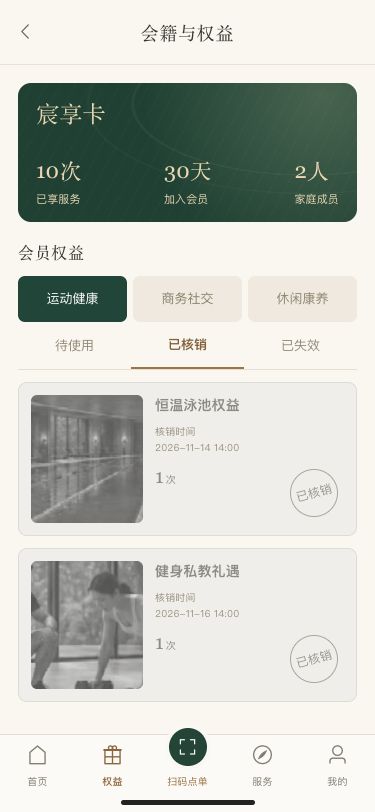 会籍与权益
宸享卡
10次
30天
2人
已享服务
加入会员
家庭成员
会员权益
运动健康
商务社交
休闲康养
待使用
已核销
已失效
恒温泳池权益
核销时间
2026-11-14 14:00
1次
已核销
健身私教礼遇
核销时间
2026-11-16 14:00
1次
已核销
首页
权益
扫码点单
服务
我的